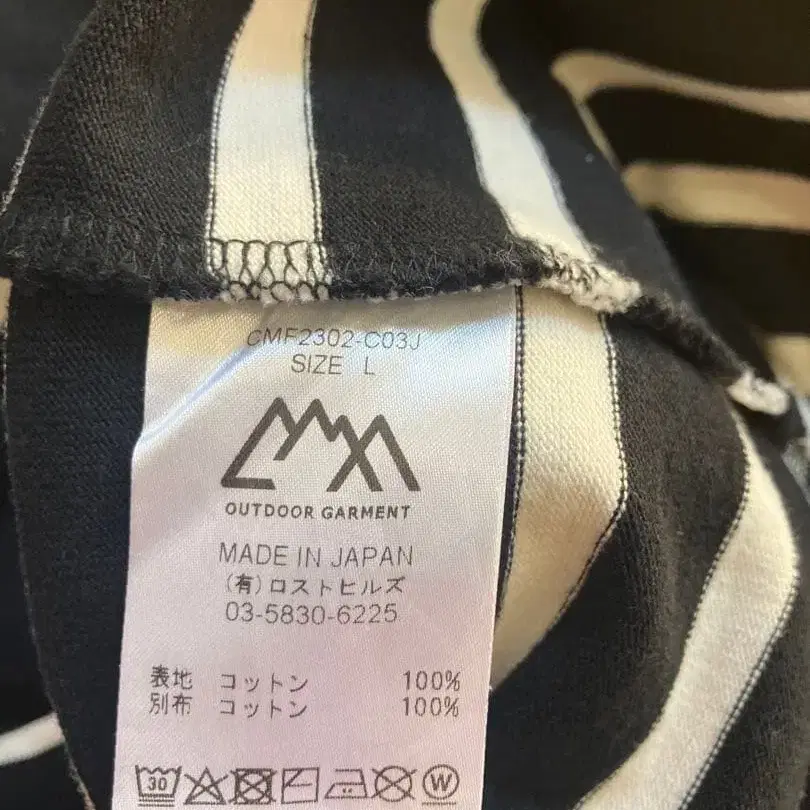 CMF2302-C03J
SIZE L
OUTDOOR GARMENT
MADE IN JAPAN
(有)ロストヒルズ
03-5830-6225
表地 コットン 100%
別布 コットン 100%
30 W